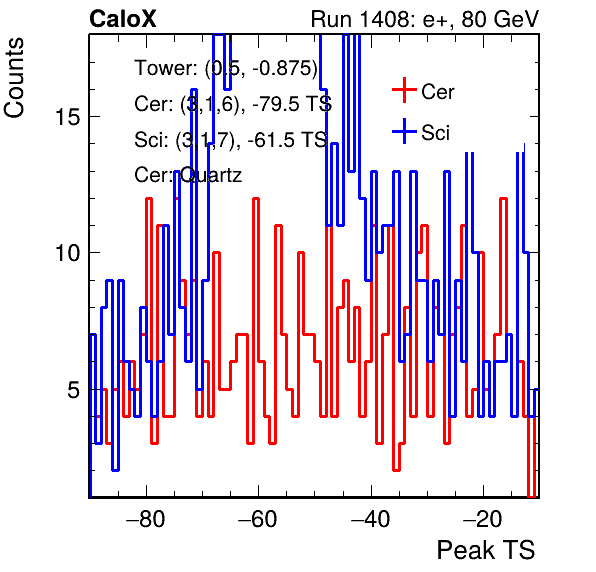 CaloX Run 1408: e+, 80 GeV
Counts
Tower: (0.5, -0.875)
Cer: (3,1,6), -79.5 TS
Sci: (3,1,7), -61.5 TS
Cer: Quartz
Cer
Sci
15
10
5
−80 −60 −40 −20
Peak TS